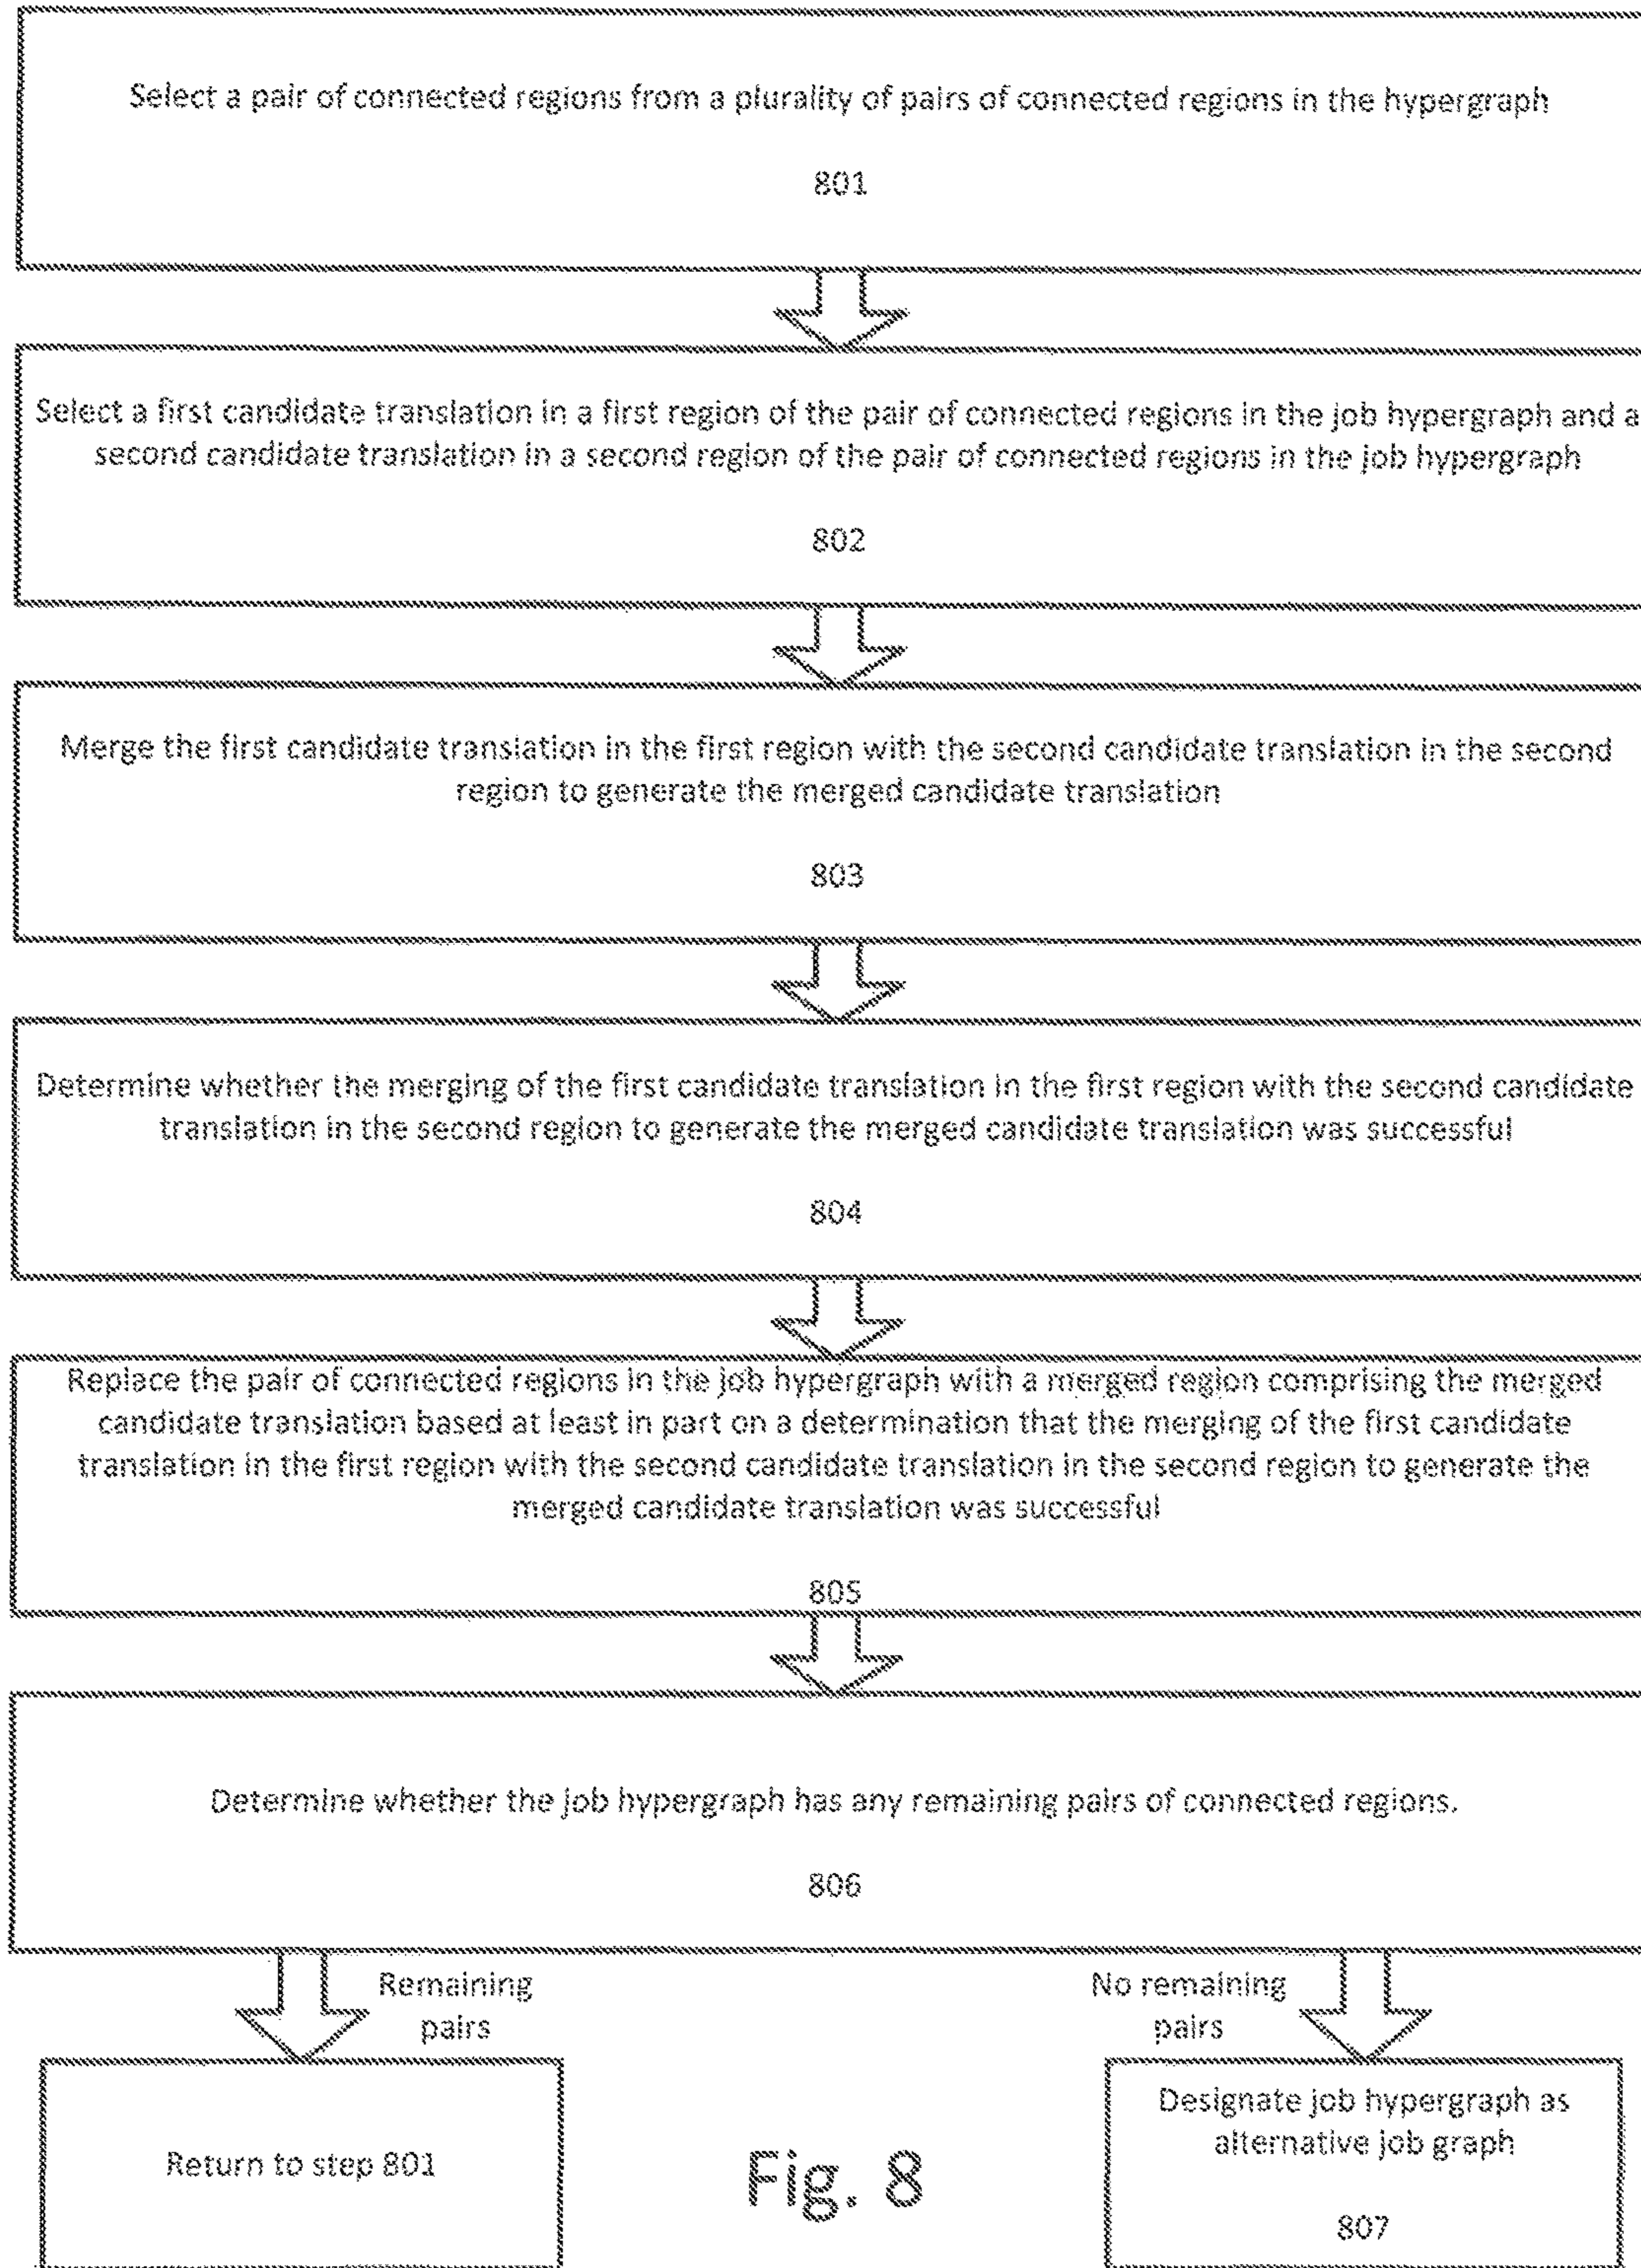 Select a pair of connected regions from a plurality of pairs of connected regions in the hypergraph
801
Select a first candidate translation in a first region of the pair of connected regions in the job hypergraph and a
second candidate translation in a second region of the pair of connected regions in the job hypergraph
802
Merge the first candidate translation in the first region with the second candidate translation in the second
region to generate the merged candidate translation
803
Determine whether the merging of the first candidate translation in the first region with the second candidate
translation in the second region to generate the merged candidate translation was successful
804
Replace the pair of connected regions in the job hypergraph with a merged region comprising the merged
candidate translation based at least in part on a determination that the merging of the first candidate
translation in the first region with the second candidate translation in the second region to generate the
merged candidate translation was successful
805
Determine whether the job hypergraph has any remaining pairs of connected regions.
806
Remaining
pairs
No remaining
pairs
Return to step 801
Designate job hypergraph as
alternative job graph
807
Fig. 8